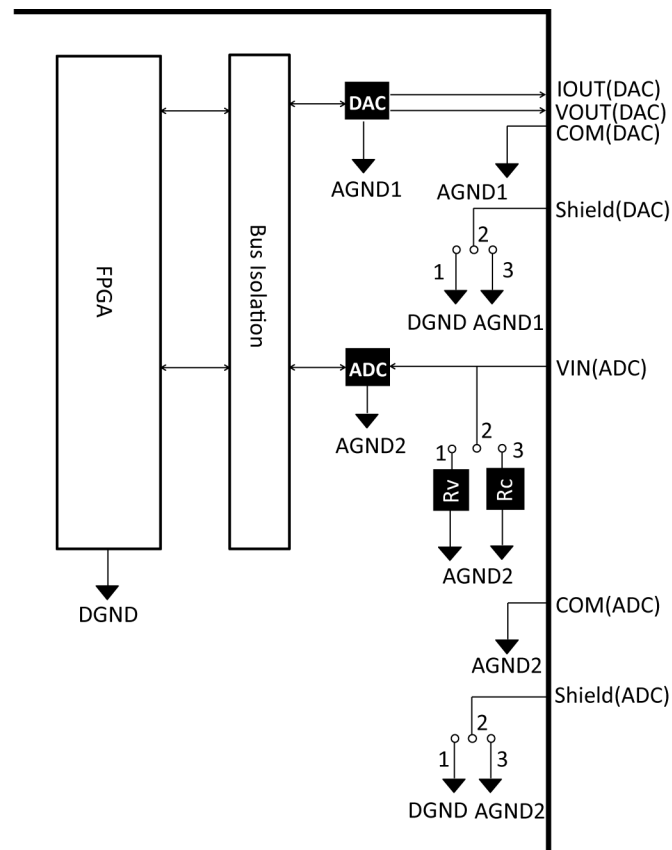 FPGA
Bus Isolation
DAC
IOUT(DAC)
VOUT(DAC)
COM(DAC)
AGND1
AGND1
Shield(DAC)
2
1
3
DGND
AGND1
ADC
VIN(ADC)
AGND2
2
1
3
Rv
Rc
AGND2
DGND
COM(ADC)
AGND2
Shield(ADC)
2
1
3
DGND
AGND2